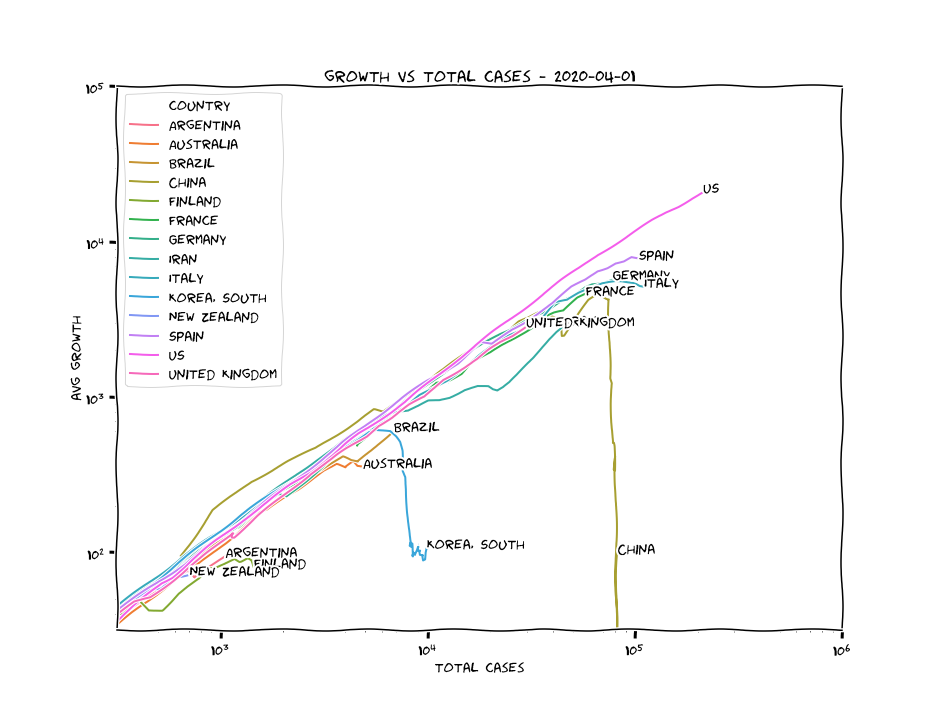 GROWTH VS TOTAL CASES - 2020-04-01
10⁵
COUNTRY
ARGENTINA
AUSTRALIA
BRAZIL
CHINA
FINLAND
FRANCE
GERMANY
IRAN
ITALY
KOREA, SOUTH
NEW ZEALAND
SPAIN
US
UNITED KINGDOM
US
10⁴
SPAIN
GERMANY
ITALY
FRANCE
UNITED KINGDOM
AVG GROWTH
10³
BRAZIL
AUSTRALIA
KOREA, SOUTH
10²
ARGENTINA
CHINA
FINLAND
NEW ZEALAND
10³ 10⁴ 10⁵ 10⁶
TOTAL CASES